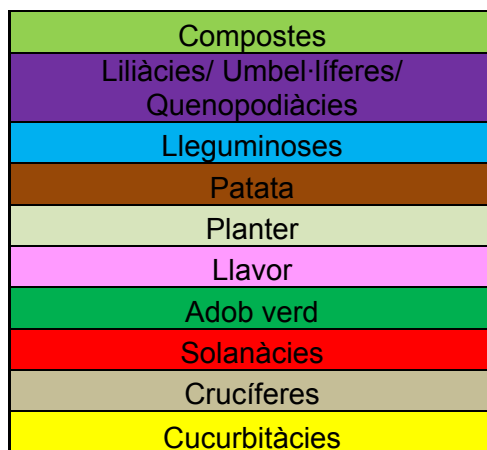 Compostes
Liliàcies/ Umbel·líferes/
Quenopodiàcies
Lleguminoses
Patata
Planter
Llavor
Adob verd
Solanàcies
Crucíferes
Cucurbitàcies